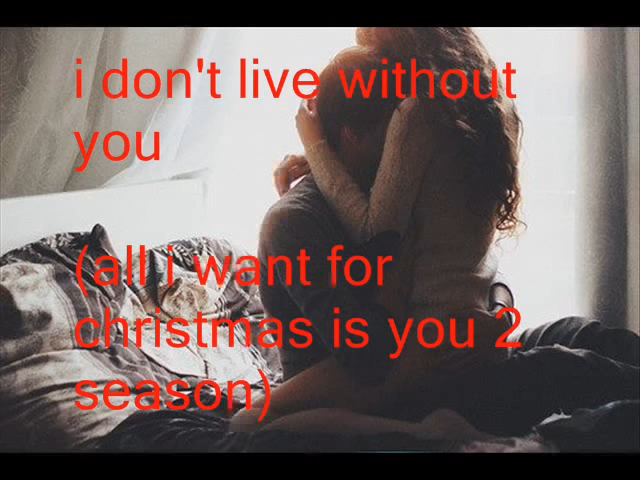 i don't live without
you
(all i want for
christmas is you 2
season)